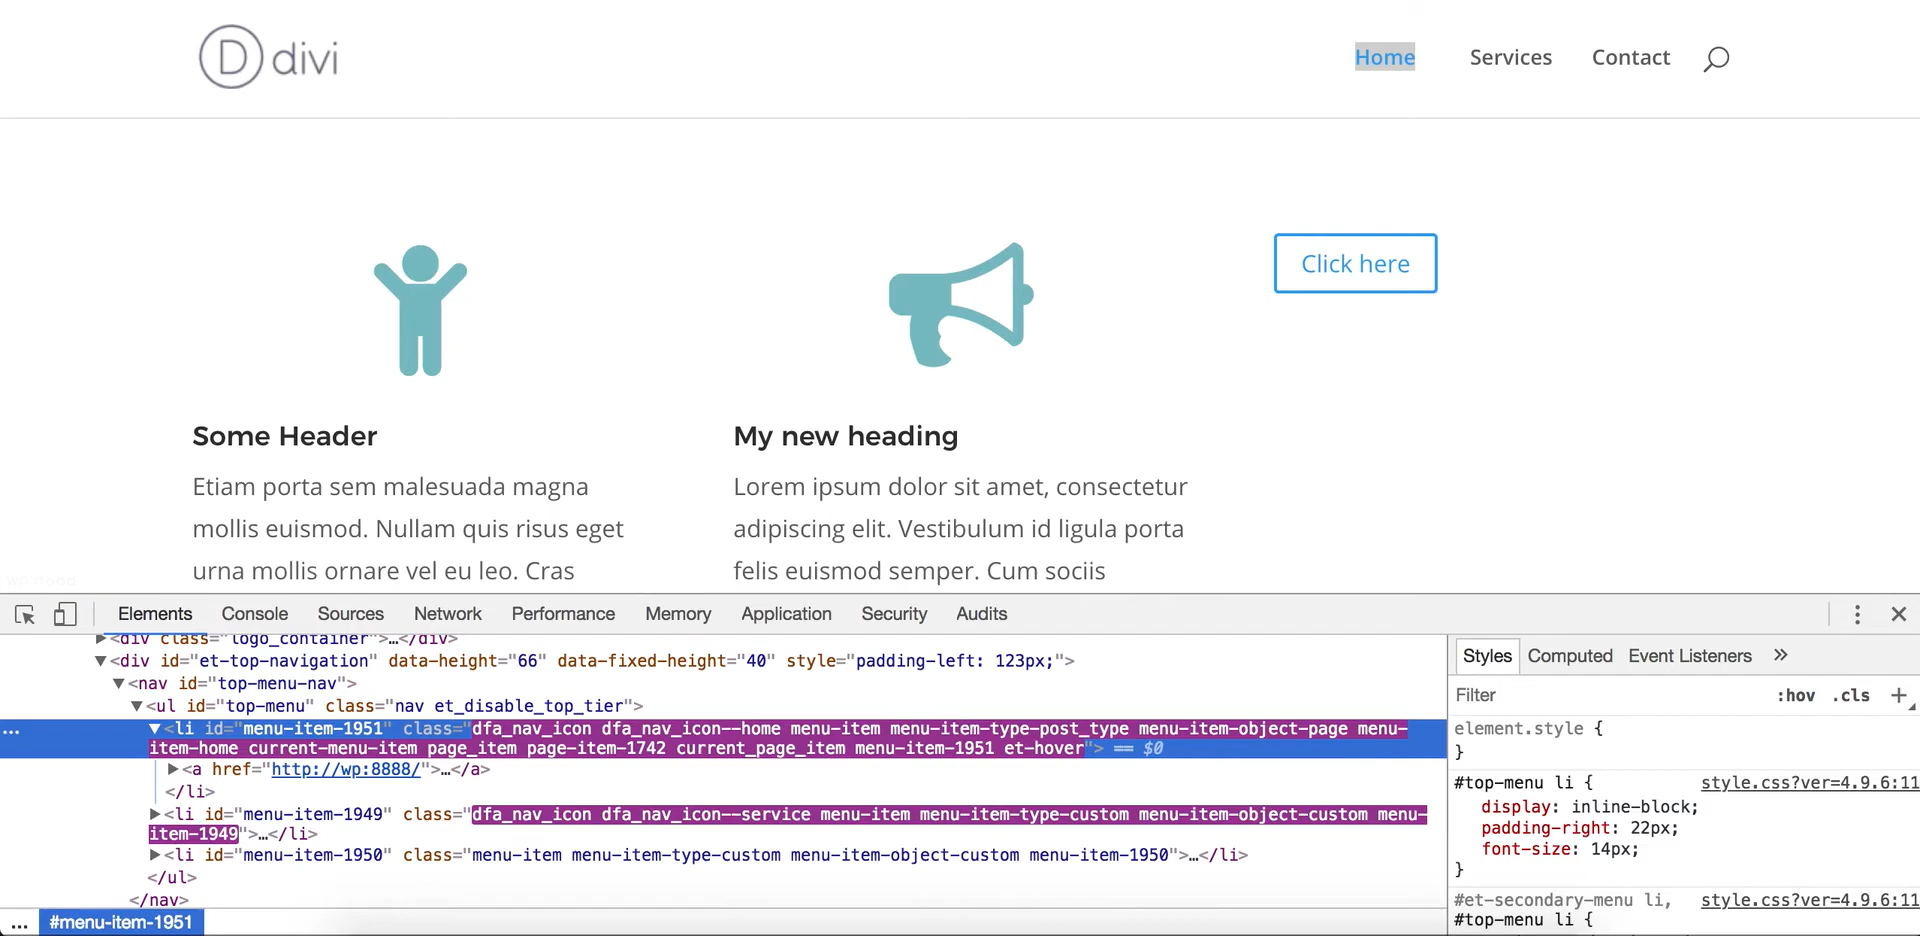 D divi
Home Services Contact
Click here
Some Header
My new heading
Etiam porta sem malesuada magna
mollis euismod. Nullam quis risus eget
urna mollis ornare vel eu leo. Cras
Lorem ipsum dolor sit amet, consectetur
adipiscing elit. Vestibulum id ligula porta
felis euismod semper. Cum sociis
Elements Console Sources Network Performance Memory Application Security Audits
<div class="logo_container">…</div>
<div id="et-top-navigation" data-height="66" data-fixed-height="40" style="padding-left: 123px;">
<nav id="top-menu-nav">
<ul id="top-menu" class="nav et_disable_top_tier">
<li id="menu-item-1951" class="dfa_nav_icon dfa_nav_icon--home menu-item menu-item-type-post_type menu-item-object-page menu-
item-home current-menu-item page_item page-item-1742 current_page_item menu-item-1951 et-hover"> == $0
<a href="http://wp:8888/">…</a>
</li>
<li id="menu-item-1949" class="dfa_nav_icon dfa_nav_icon--service menu-item menu-item-type-custom menu-item-object-custom menu-
item-1949">…</li>
<li id="menu-item-1950" class="menu-item menu-item-type-custom menu-item-object-custom menu-item-1950">…</li>
</ul>
</nav>
... #menu-item-1951
Styles Computed Event Listeners »
Filter :hov .cls +
element.style {
}
#top-menu li { style.css?ver=4.9.6:11
display: inline-block;
padding-right: 22px;
font-size: 14px;
}
#et-secondary-menu li, style.css?ver=4.9.6:11
#top-menu li {